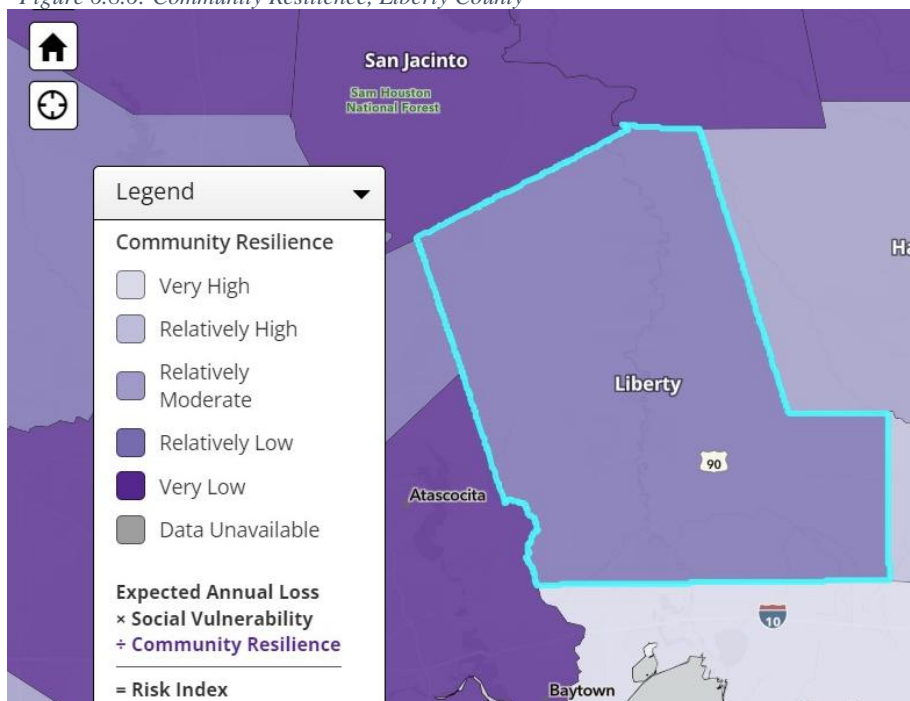 Figure 6.8.6: Community Resilience, Liberty County
San Jacinto
Sam Houston
National Forest
Legend
Community Resilience
Very High
Relatively High
Relatively
Moderate
Relatively Low
Very Low
Data Unavailable
Expected Annual Loss
× Social Vulnerability
÷ Community Resilience
= Risk Index
Ha
Liberty
90
Atascocita
10
Baytown